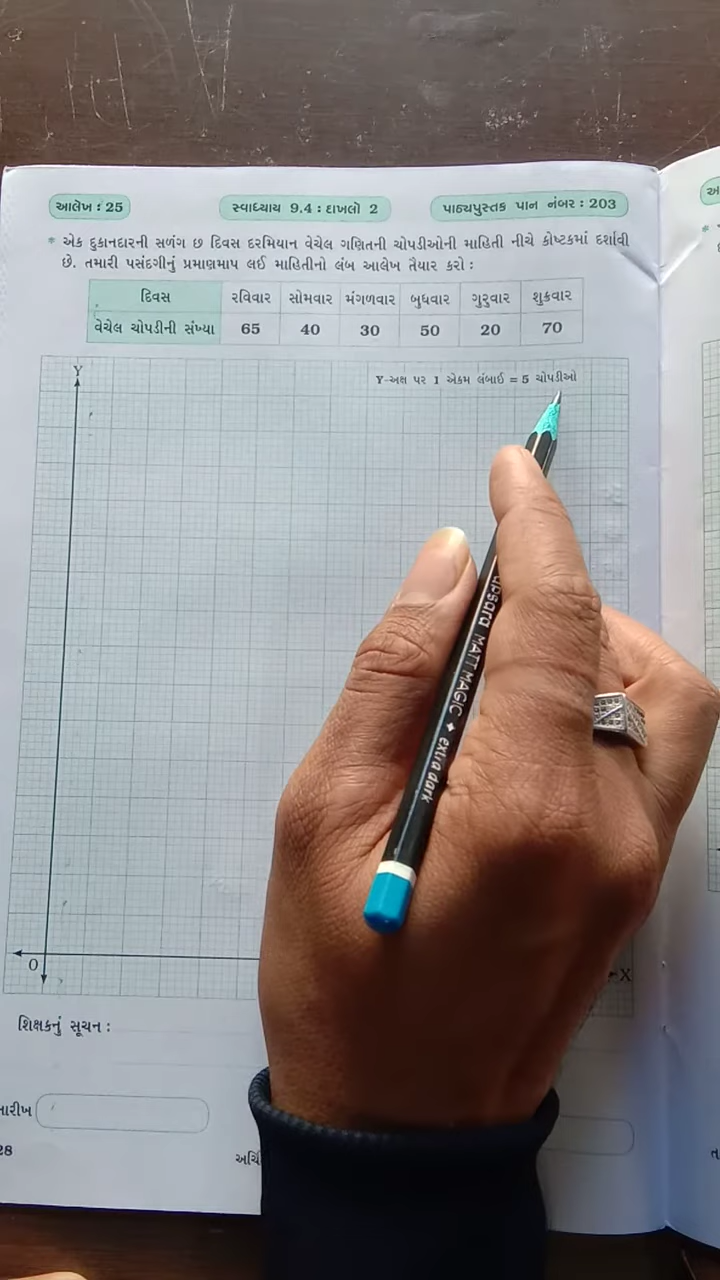 આલેખ : 25
સ્વાધ્યાય 9.4 : દાખલો 2
પાઠ્યપુસ્તક પાન નંબર : 203
* એક દુકાનદારની સળંગ છ દિવસ દરમિયાન વેચેલ ગણિતની ચોપડીઓની માહિતી નીચે કોષ્ટકમાં દર્શાવી
છે. તમારી પસંદગીનું પ્રમાણમાપ લઈ માહિતીનો લંબ આલેખ તૈયાર કરો :
દિવસ રવિવાર સોમવાર મંગળવાર બુધવાર ગુરુવાર શુક્રવાર
વેચેલ ચોપડીની સંખ્યા 65 40 30 50 20 70
Y
Y-અક્ષ પર 1 એકમ લંબાઈ = 5 ચોપડીઓ
apsara MATT MAGIC extra dark
O
X
શિક્ષકનું સૂચન :
28